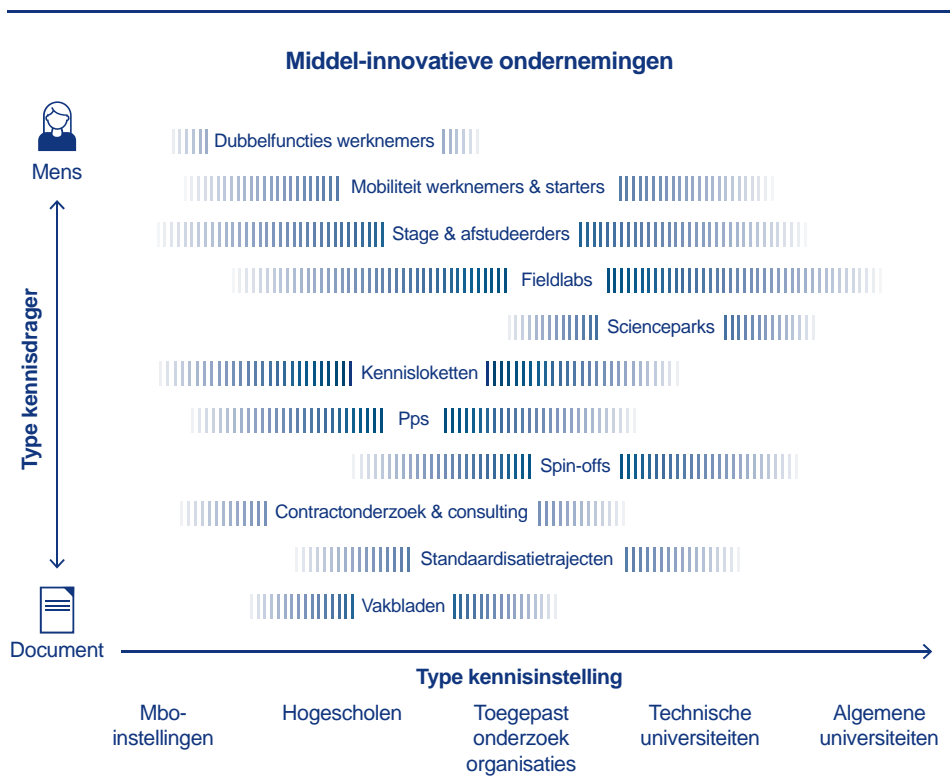 Middel-innovatieve ondernemingen
Mens
Type kennisdrager
Document
Dubbelfuncties werknemers
Mobiliteit werknemers & starters
Stage & afstudeerders
Fieldlabs
Scienceparks
Kennisloketten
Pps
Spin-offs
Contractonderzoek & consulting
Standaardisatietrajecten
Vakbladen
Type kennisinstelling
Mbo-
instellingen
Hogescholen
Toegepast
onderzoek
organisaties
Technische
universiteiten
Algemene
universiteiten